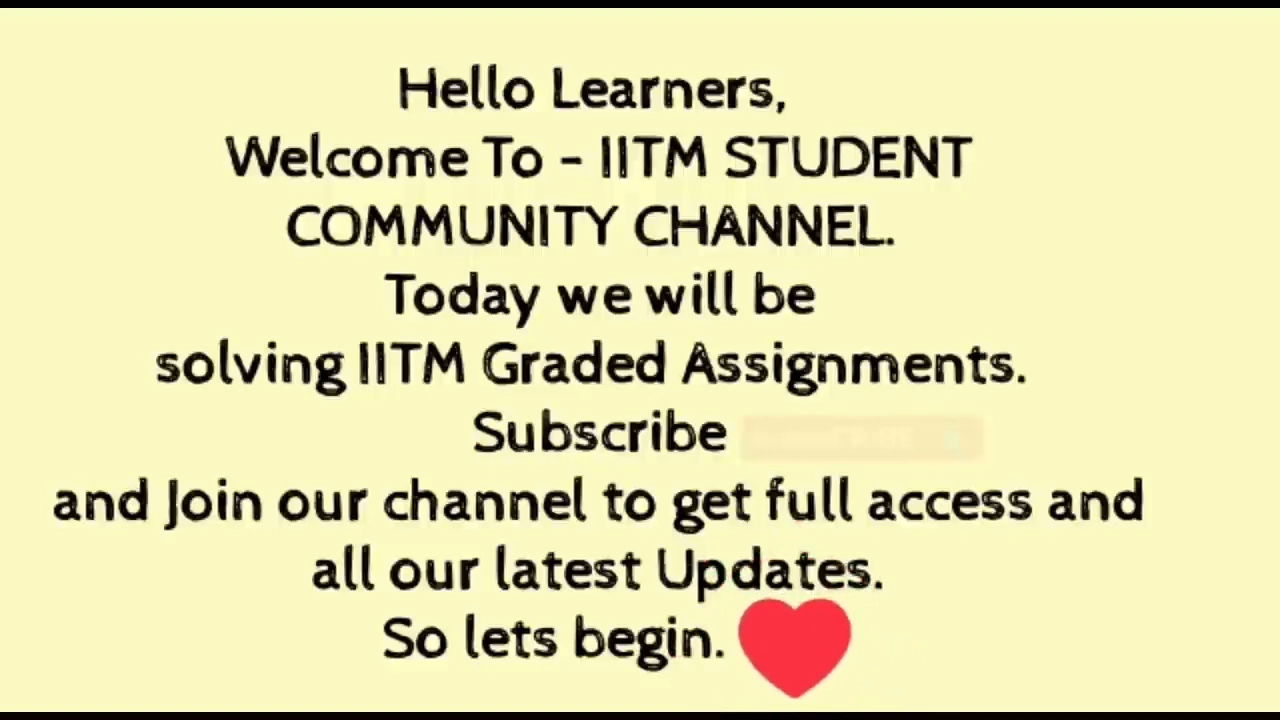 Hello Learners,
Welcome To - IITM STUDENT
COMMUNITY CHANNEL.
Today we will be
solving IITM Graded Assignments.
Subscribe
and Join our channel to get full access and
all our latest Updates.
So lets begin.